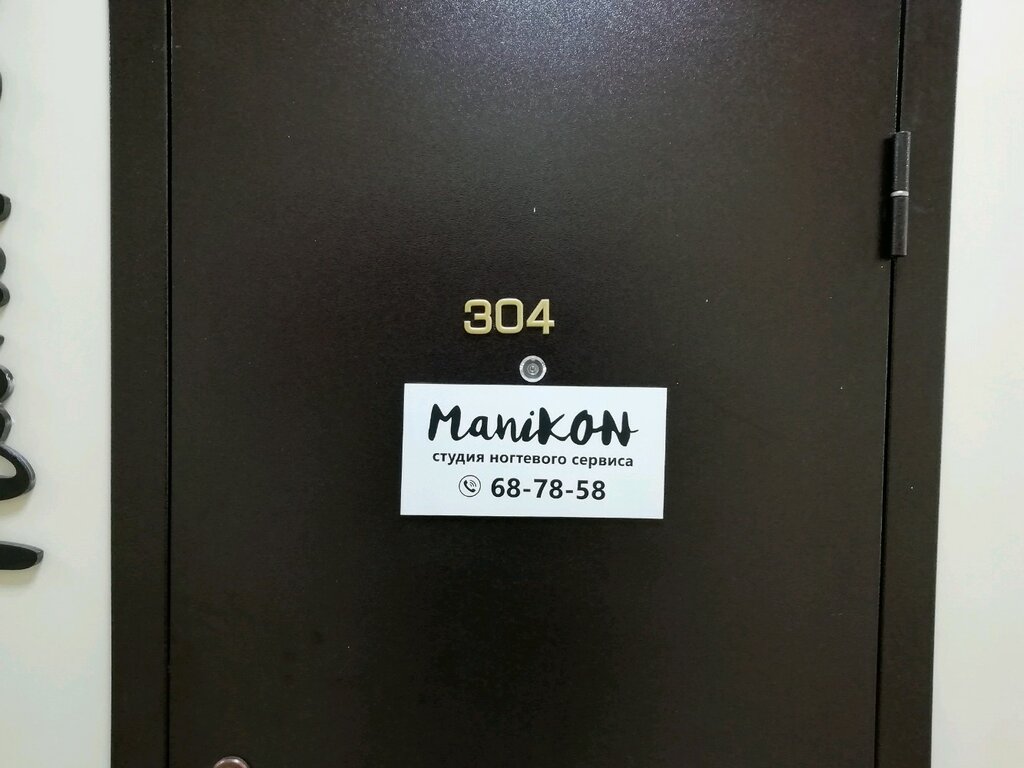 304
ManiKON
студия ногтевого сервиса
68-78-58